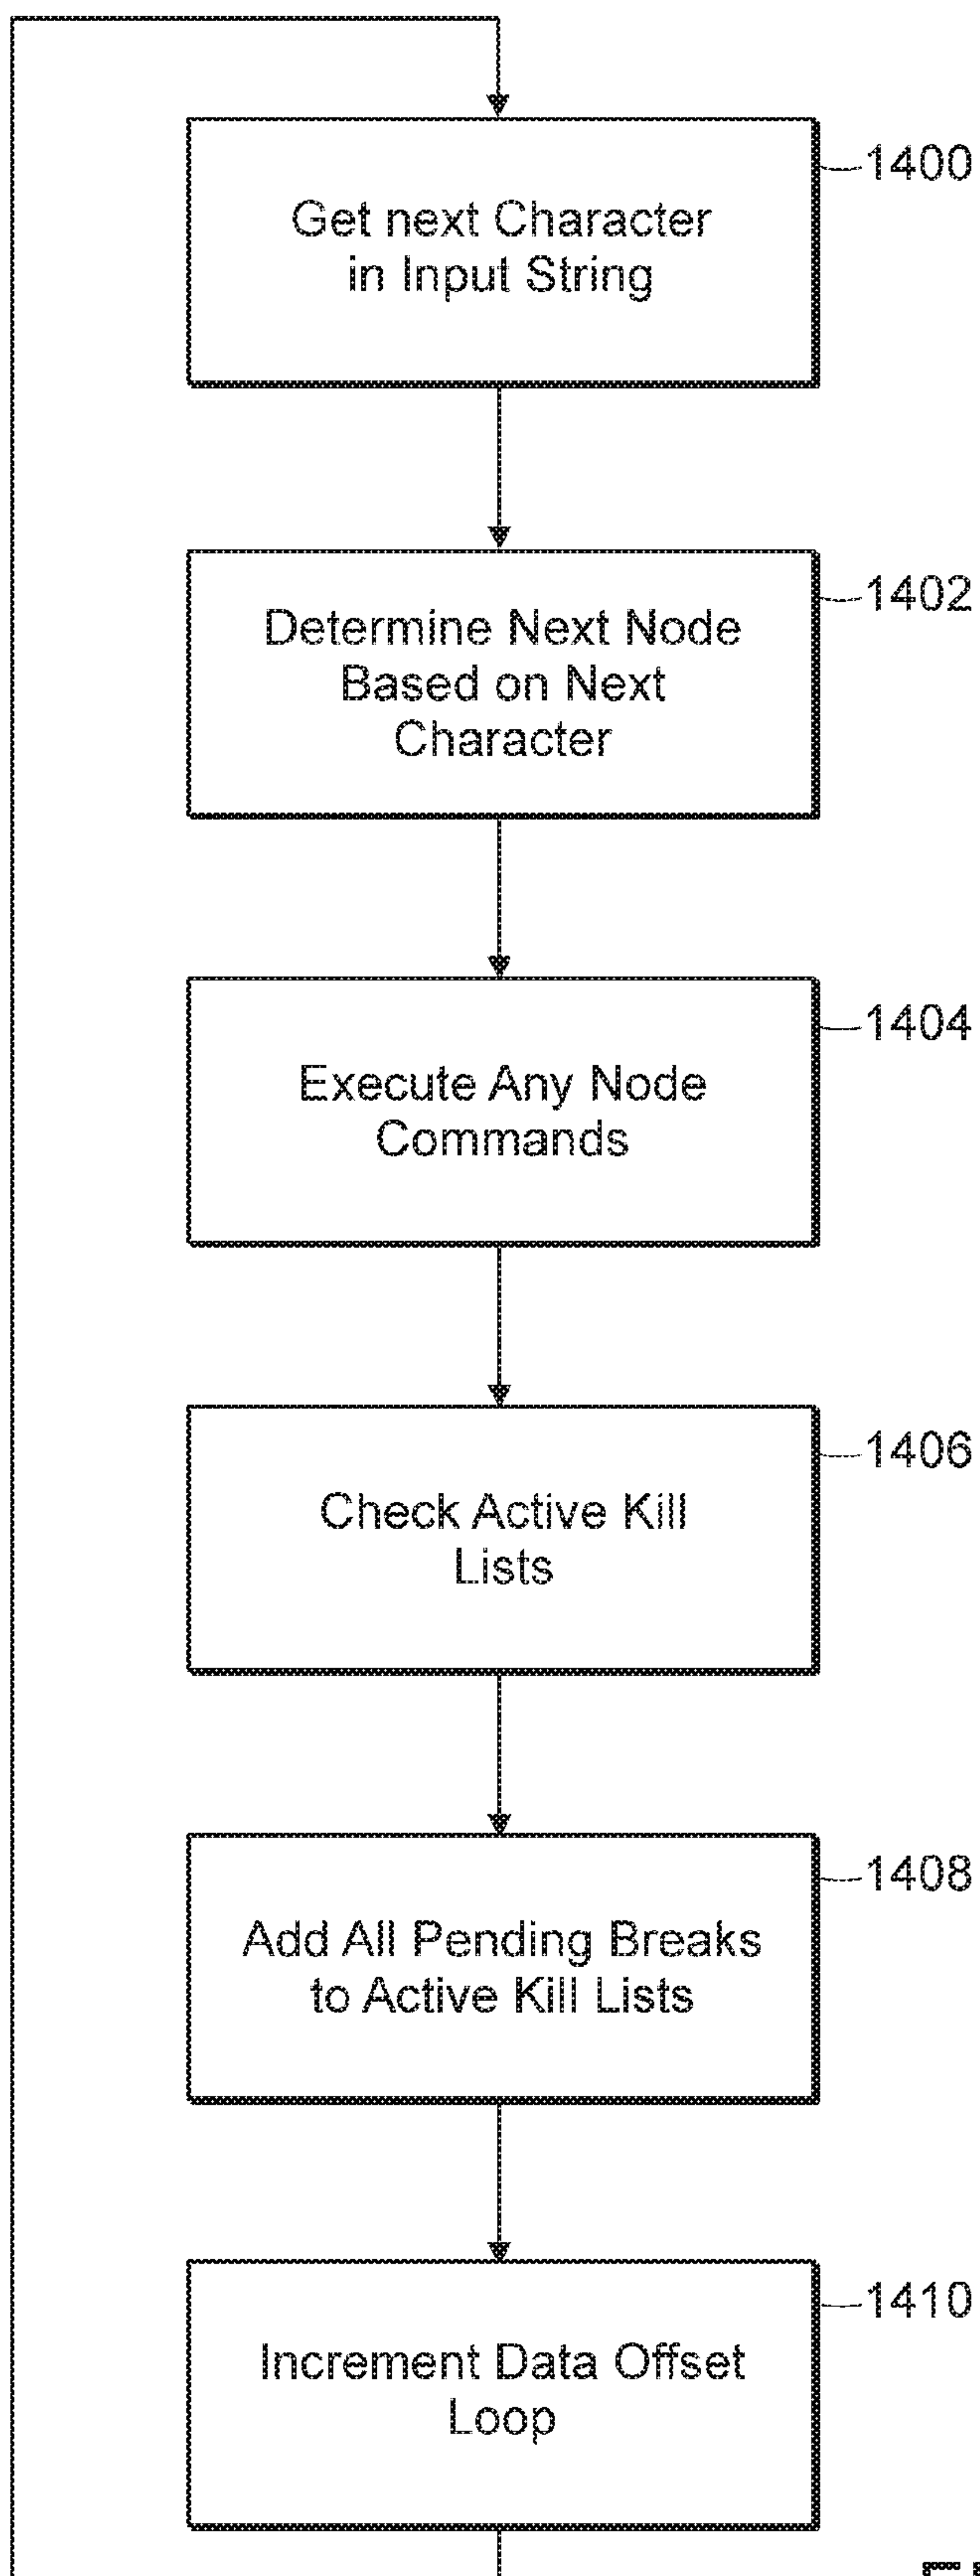 Get next Character
in Input String
1400
Determine Next Node
Based on Next
Character
1402
Execute Any Node
Commands
1404
Check Active Kill
Lists
1406
Add All Pending Breaks
to Active Kill Lists
1408
Increment Data Offset
Loop
1410